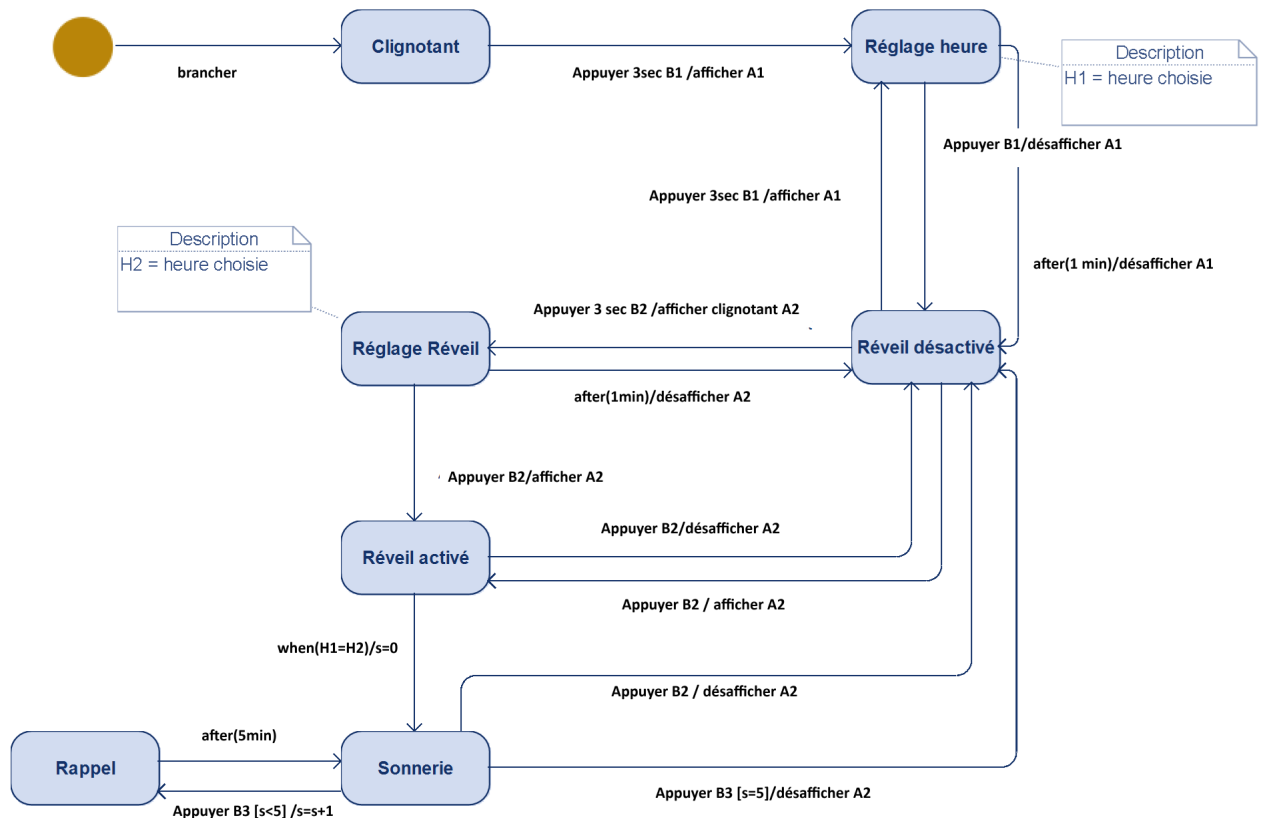 Clignotant
Réglage heure
Description
H1 = heure choisie
brancher
Appuyer 3sec B1 /afficher A1
Appuyer B1/désafficher A1
Appuyer 3sec B1 /afficher A1
Description
H2 = heure choisie
after(1 min)/désafficher A1
Appuyer 3 sec B2 /afficher clignotant A2
Réglage Réveil
Réveil désactivé
after(1min)/désafficher A2
Appuyer B2/afficher A2
Appuyer B2/désafficher A2
Réveil activé
Appuyer B2 / afficher A2
when(H1=H2)/s=0
Appuyer B2 / désafficher A2
after(5min)
Rappel
Sonnerie
Appuyer B3 [s=5]/désafficher A2
Appuyer B3 [s<5] /s=s+1